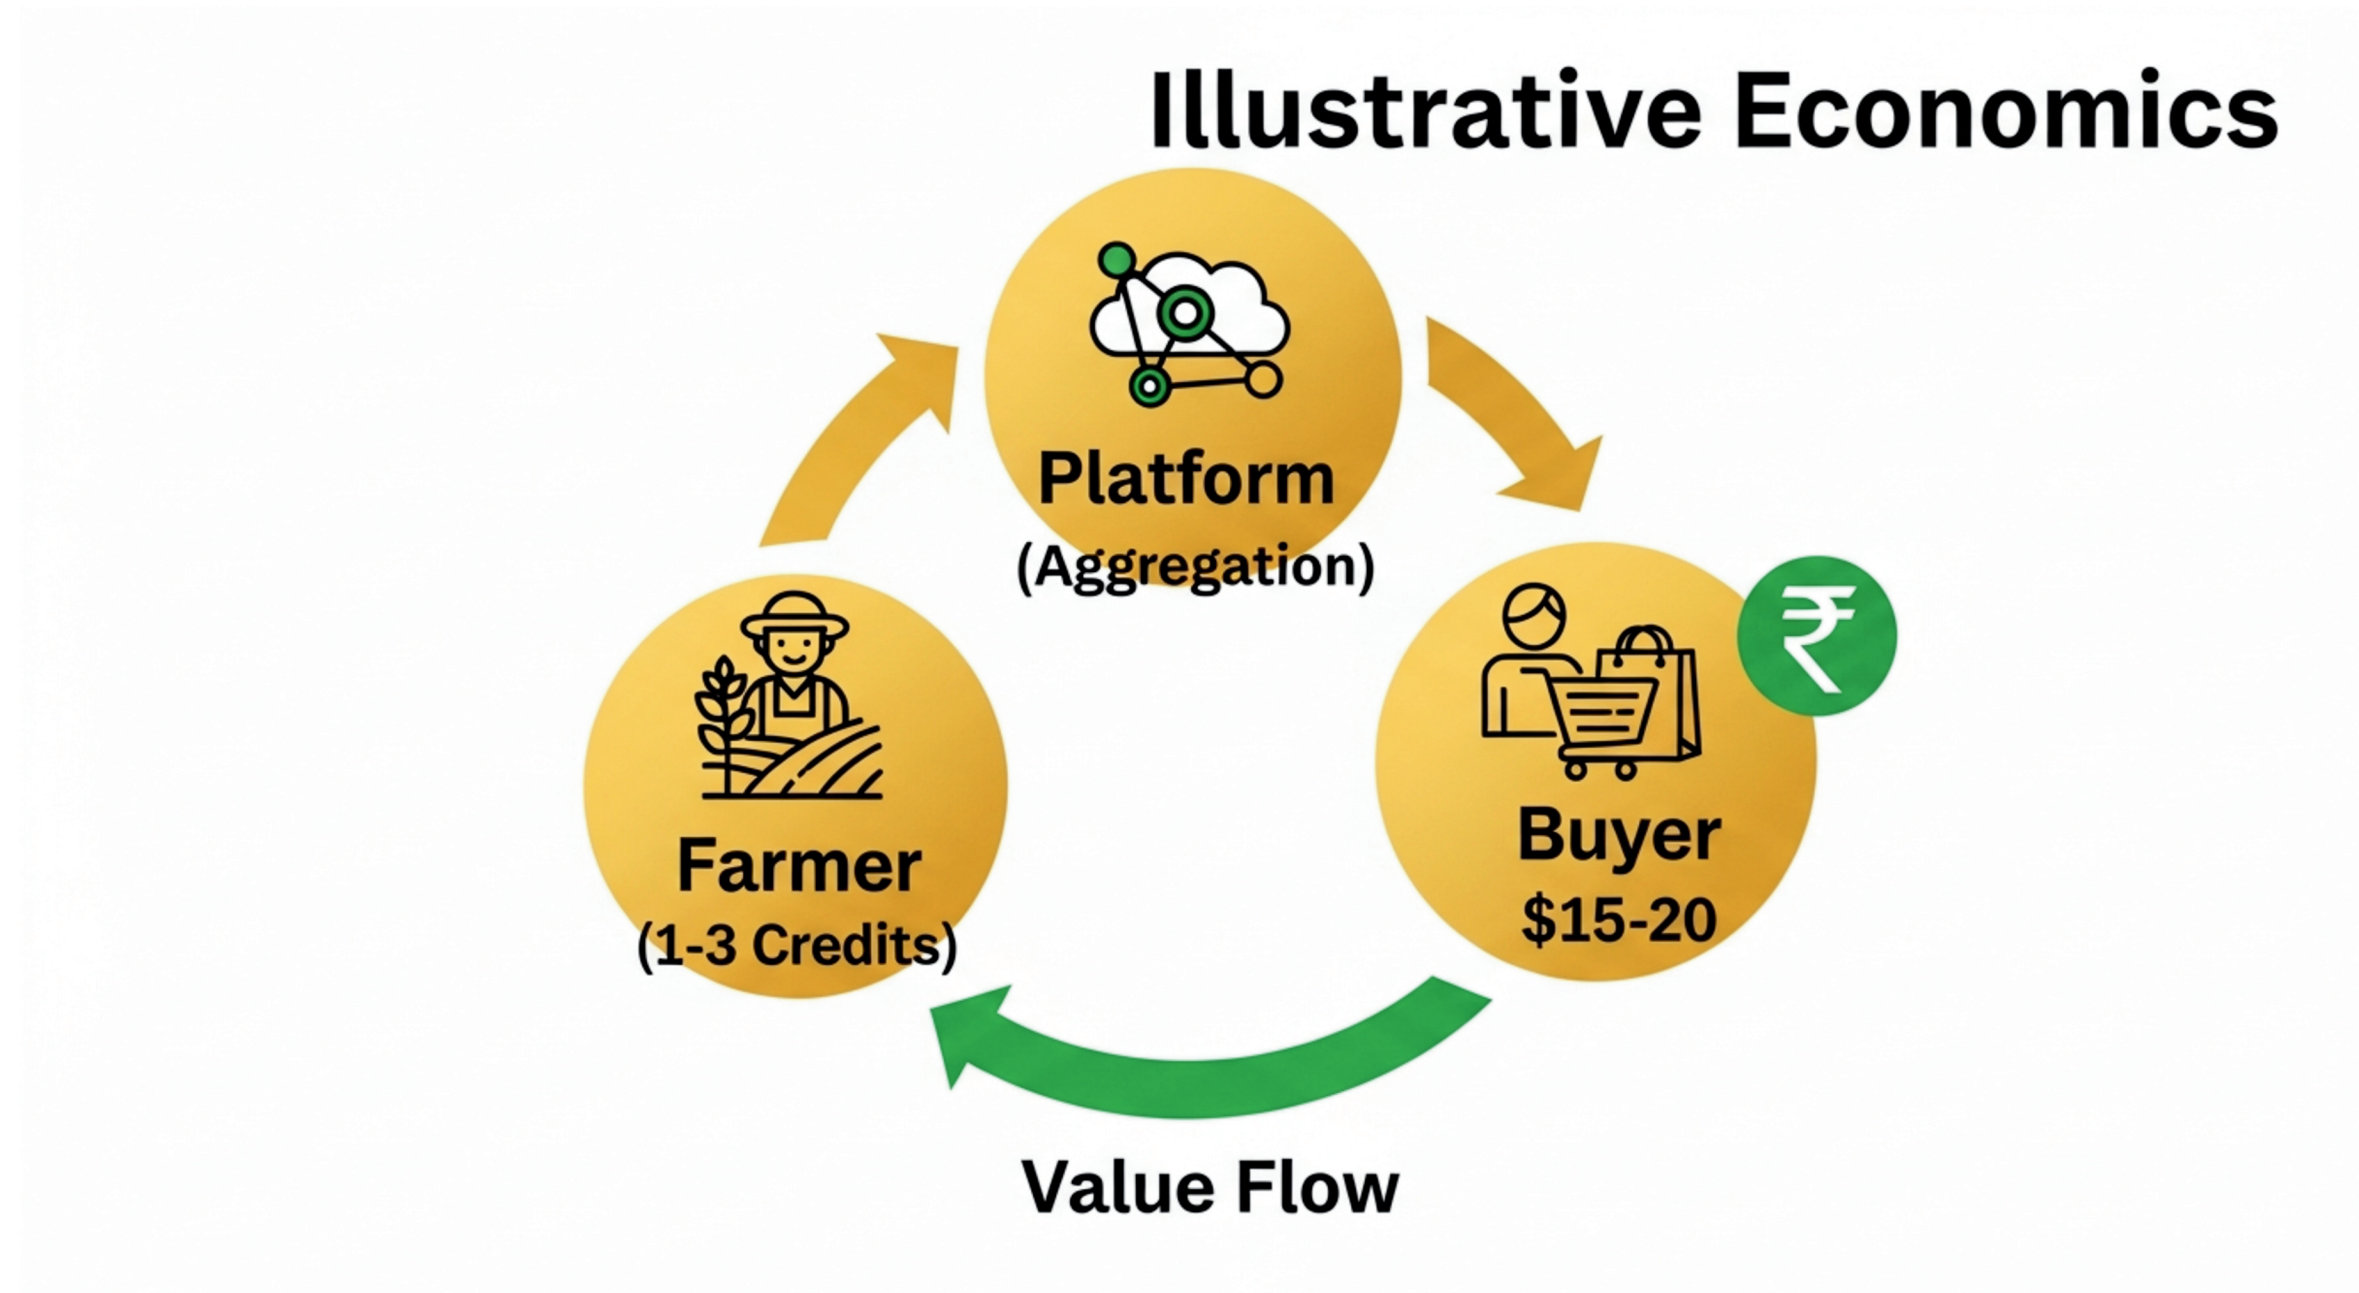 Illustrative Economics
Platform
(Aggregation)
Farmer
(1-3 Credits)
₹
Buyer
$15-20
Value Flow